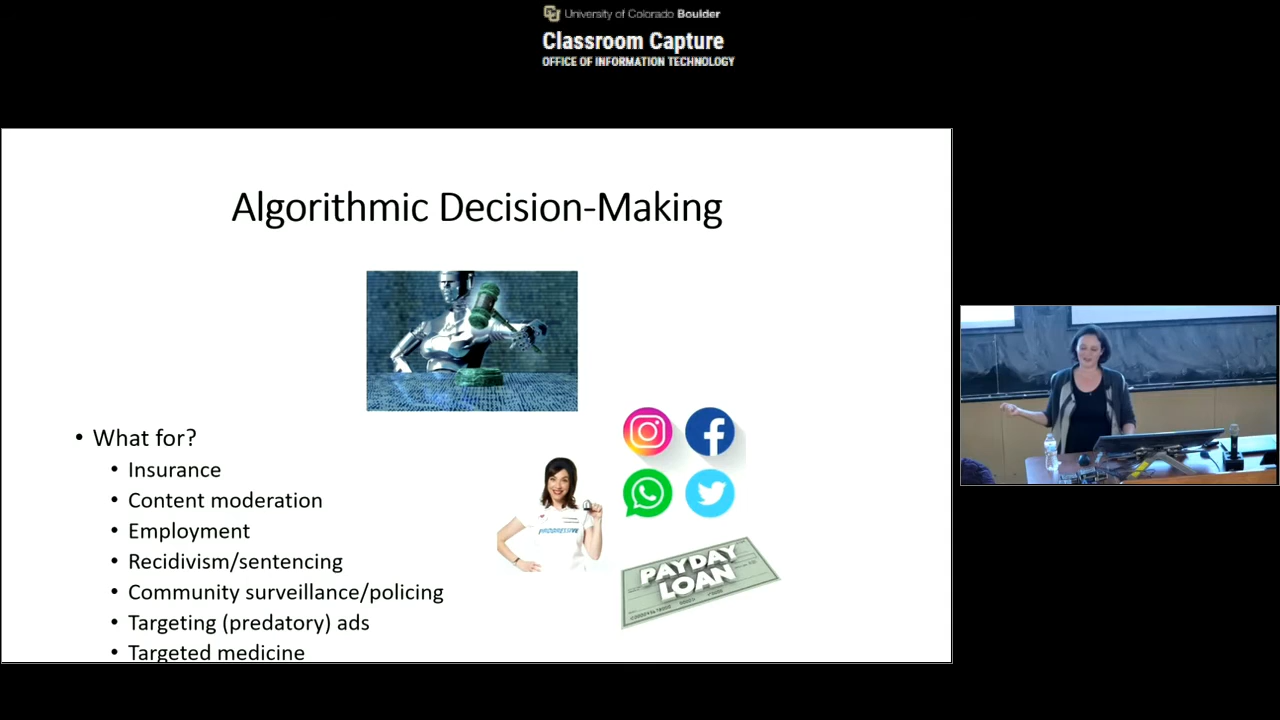 University of Colorado Boulder
Classroom Capture
OFFICE OF INFORMATION TECHNOLOGY
Algorithmic Decision-Making
• What for?
• Insurance
• Content moderation
• Employment
• Recidivism/sentencing
• Community surveillance/policing
• Targeting (predatory) ads
• Targeted medicine
PROGRESSIVE
PAYDAY
LOAN